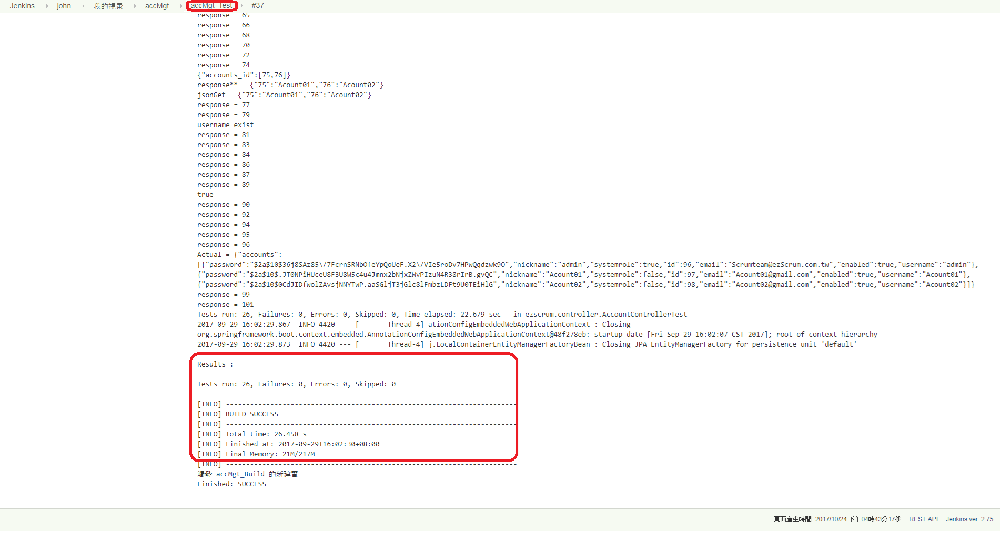 Jenkins john 我的視景 accMgt accMgt_Test #37
response = 65
response = 66
response = 68
response = 70
response = 72
response = 74
{"accounts_id":[75,76]}
response** = {"75":"Acount01","76":"Acount02"}
jsonGet = {"75":"Acount01","76":"Acount02"}
response = 77
response = 79
username exist
response = 81
response = 83
response = 84
response = 86
response = 87
response = 89
true
response = 90
response = 92
response = 94
response = 95
response = 96
Actual = {"accounts":
[{"password":"$2a$10$36j8SAz85\/7FcrnSRNbOfeYpQoUeF.X2\/VIe5roDv7HPwQqdzwk9O","nickname":"admin","systemrole":true,"id":96,"email":"Scrumteam@ezScrum.com.tw","enabled":true,"username":"admin"},
{"password":"$2a$10$.JT0NPiHUceU8F3U8W5c4u4Jmnx2bNjxZWvPIzuN4R38rIrB.gvQC","nickname":"Acount01","systemrole":false,"id":97,"email":"Acount01@gmail.com","enabled":true,"username":"Acount01"},
{"password":"$2a$10$0CdJIDfwolZAvsjNNYTwP.aaSGljT3jGlc8lFmbzLDFt9U0TEiHlG","nickname":"Acount02","systemrole":false,"id":98,"email":"Acount02@gmail.com","enabled":true,"username":"Acount02"}]}
response = 99
response = 101
Tests run: 26, Failures: 0, Errors: 0, Skipped: 0, Time elapsed: 22.679 sec - in ezscrum.controller.AccountControllerTest
2017-09-29 16:02:29.867  INFO 4420 --- [       Thread-4] ationConfigEmbeddedWebApplicationContext : Closing
org.springframework.boot.context.embedded.AnnotationConfigEmbeddedWebApplicationContext@48f278eb: startup date [Fri Sep 29 16:02:07 CST 2017]; root of context hierarchy
2017-09-29 16:02:29.873  INFO 4420 --- [       Thread-4] j.LocalContainerEntityManagerFactoryBean : Closing JPA EntityManagerFactory for persistence unit 'default'
Results :
Tests run: 26, Failures: 0, Errors: 0, Skipped: 0
[INFO] ------------------------------------------------------------------------
[INFO] BUILD SUCCESS
[INFO] ------------------------------------------------------------------------
[INFO] Total time: 26.458 s
[INFO] Finished at: 2017-09-29T16:02:30+08:00
[INFO] Final Memory: 21M/217M
[INFO] ------------------------------------------------------------------------
觸發 accMgt_Build 的新建置
Finished: SUCCESS
頁面產生時間: 2017/10/24 下午04時43分17秒 REST API Jenkins ver. 2.75